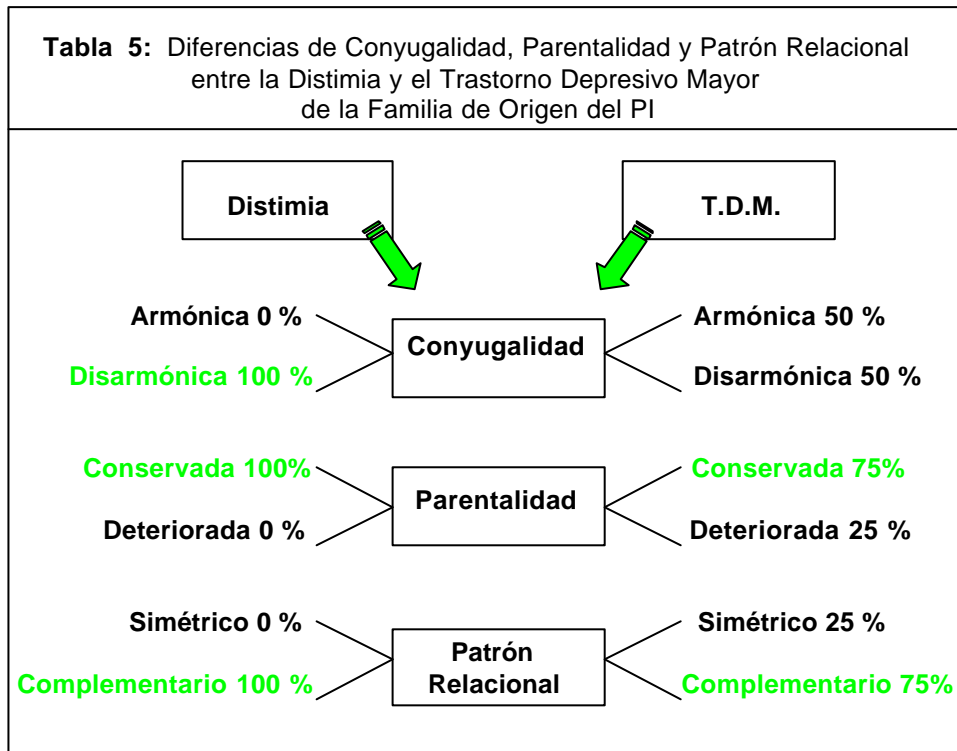 Tabla 5: Diferencias de Conyugalidad, Parentalidad y Patrón Relacional
entre la Distimia y el Trastorno Depresivo Mayor
de la Familia de Origen del PI
Distimia
T.D.M.
Armónica 0 %
Disarmónica 100 %
Conyugalidad
Armónica 50 %
Disarmónica 50 %
Conservada 100%
Deteriorada 0 %
Parentalidad
Conservada 75%
Deteriorada 25 %
Simétrico 0 %
Complementario 100 %
Patrón
Relacional
Simétrico 25 %
Complementario 75%